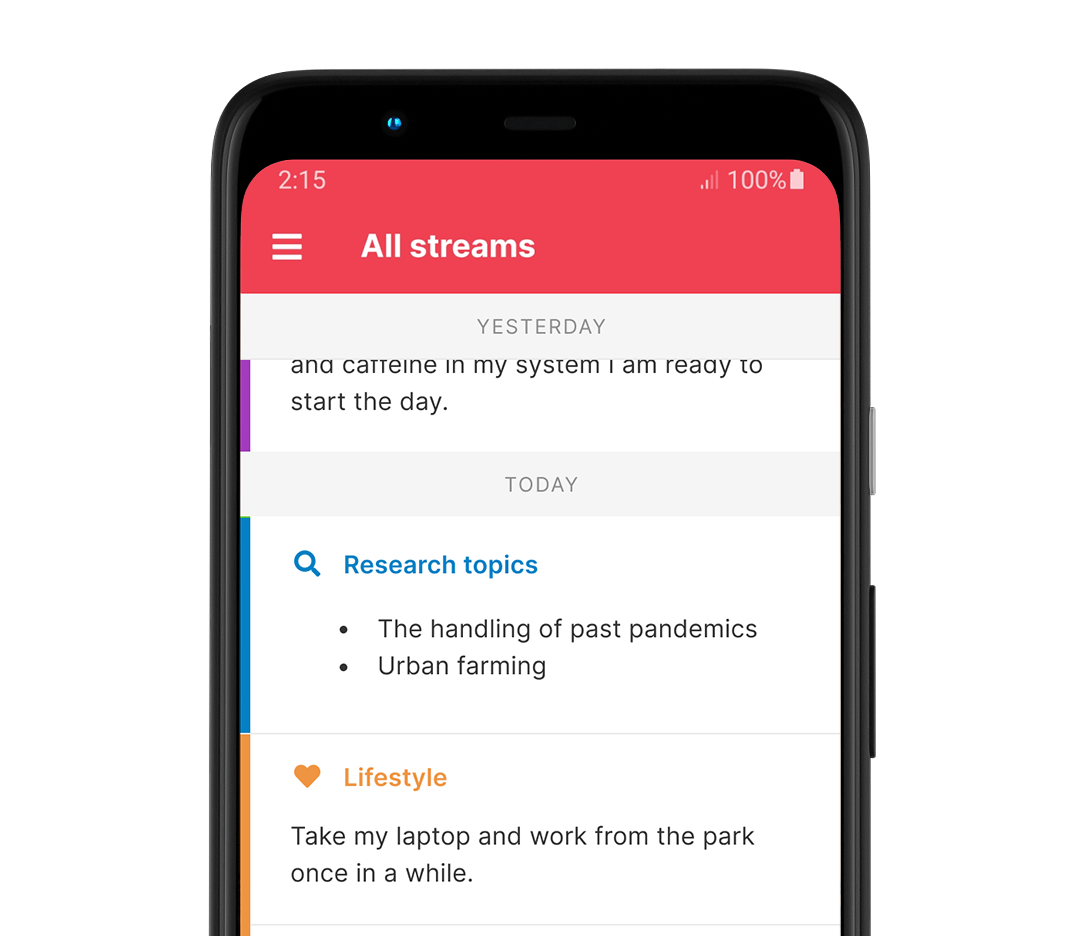 2:15 100%
All streams
YESTERDAY
and caffeine in my system I am ready to
start the day.
TODAY
Research topics
• The handling of past pandemics
• Urban farming
Lifestyle
Take my laptop and work from the park
once in a while.